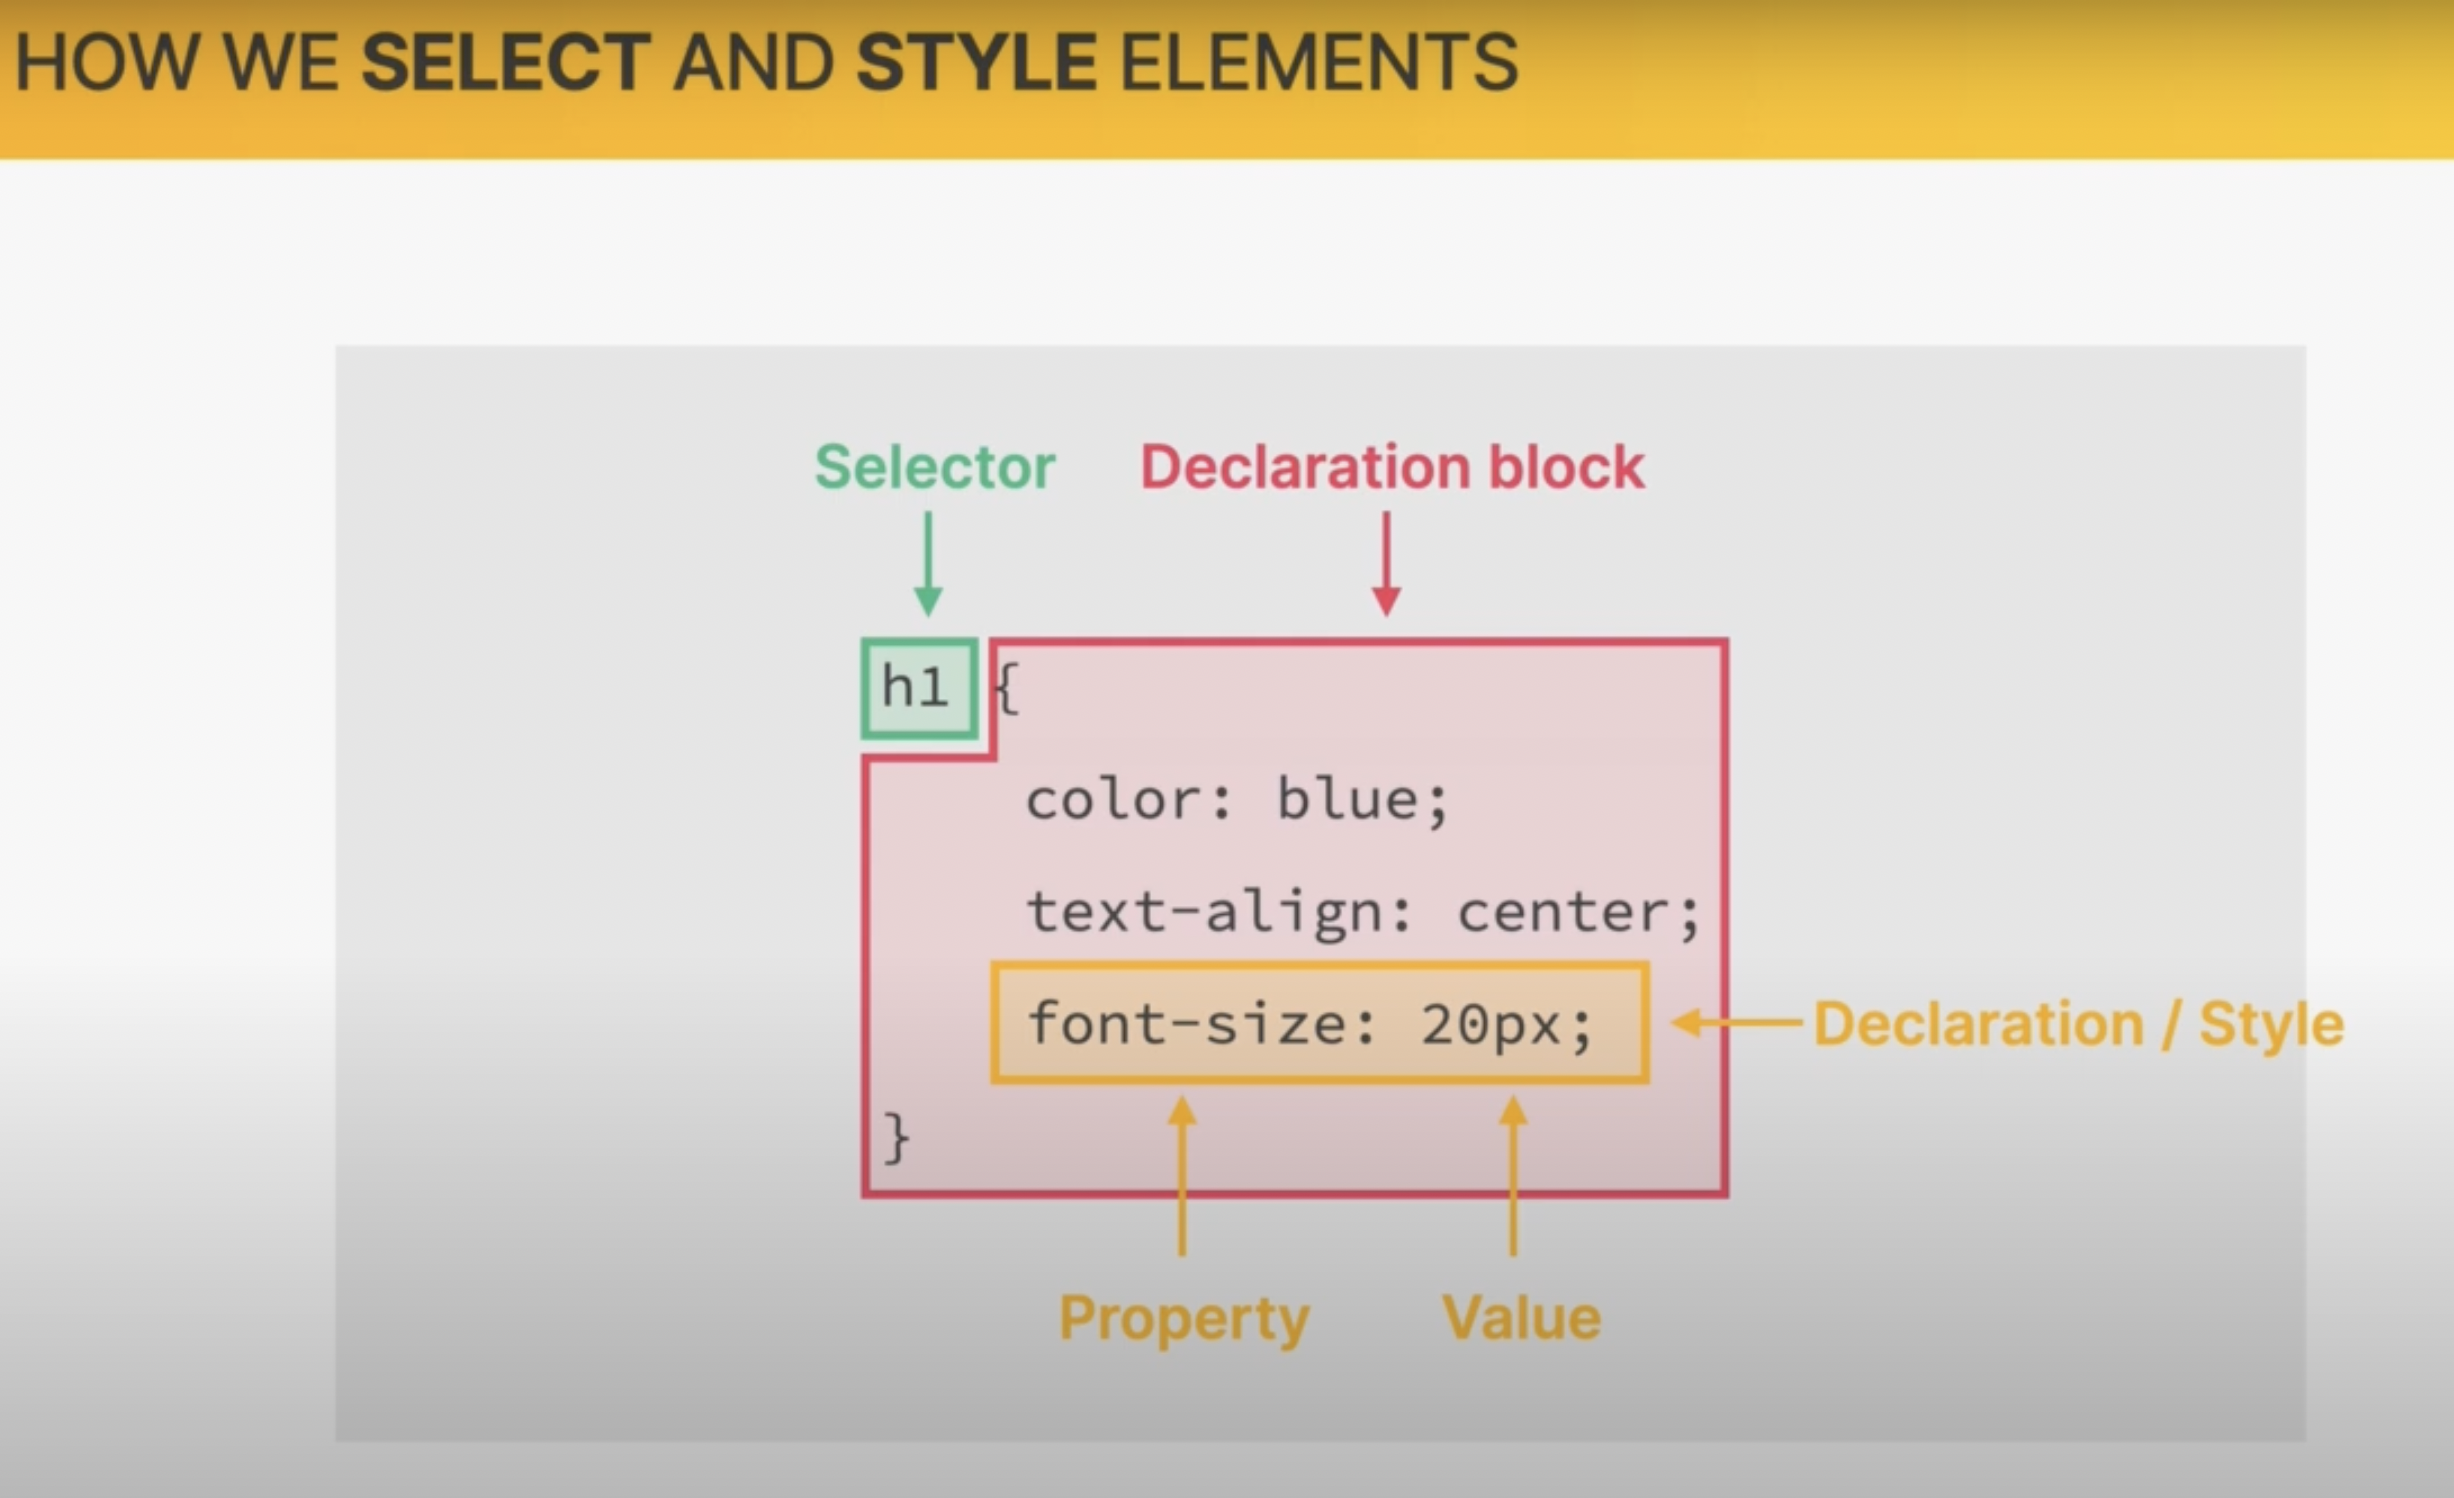 HOW WE SELECT AND STYLE ELEMENTS
Selector
Declaration block
h1 {
color: blue;
text-align: center;
font-size: 20px;
Declaration / Style
}
Property
Value